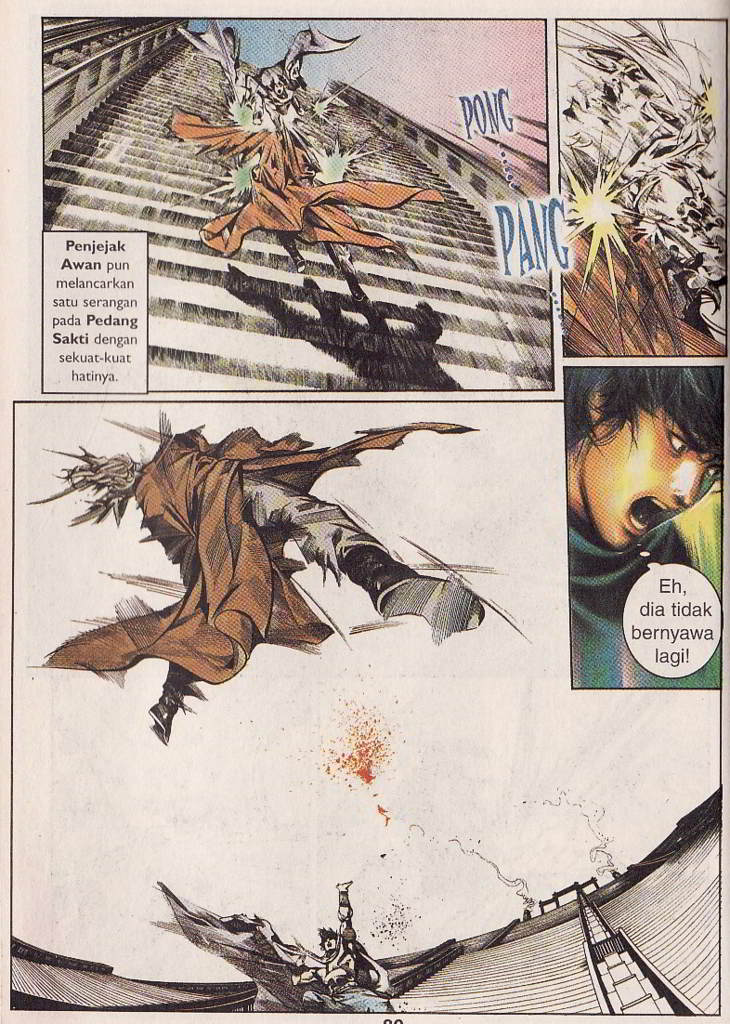 Penjejak
Awan pun
melancarkan
satu serangan
pada Pedang
Sakti dengan
sekuat-kuat
hatinya.
PONG
PANG
Eh,
dia tidak
bernyawa
lagi!